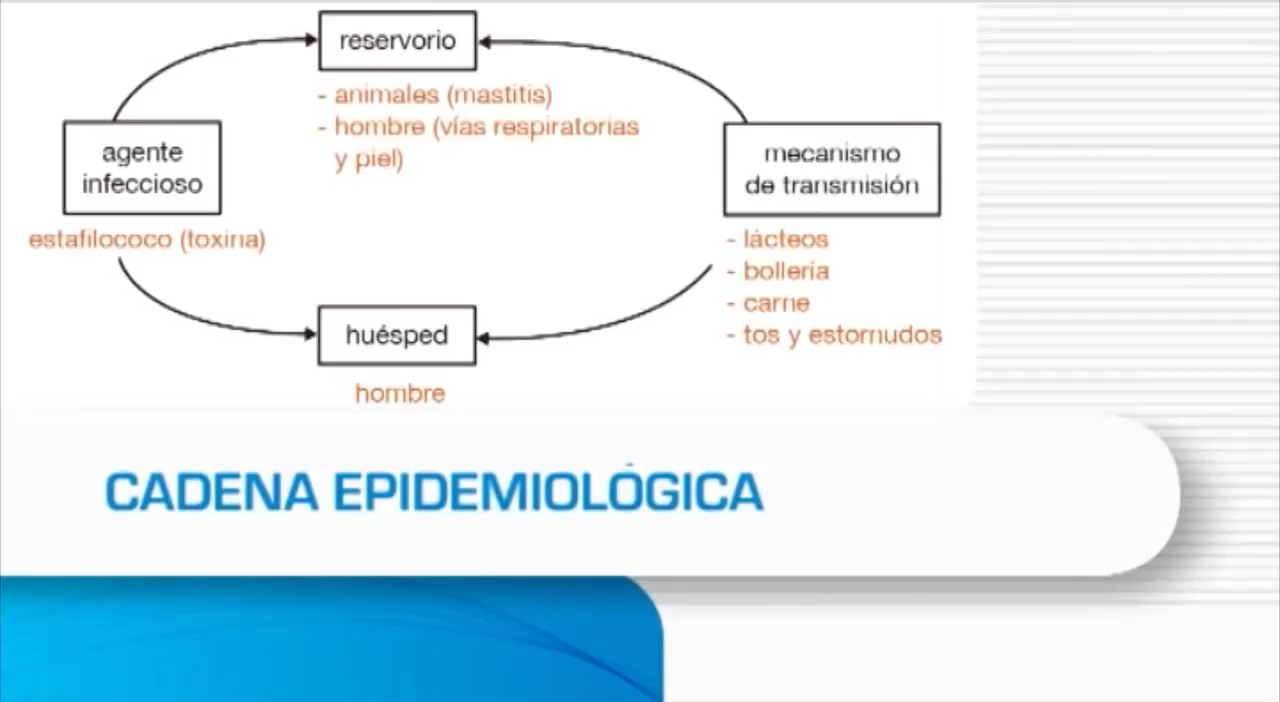 reservorio
- animales (mastitis)
- hombre (vías respiratorias
y piel)
agente
infeccioso
estafilococo (toxina)
mecanismo
de transmisión
- lácteos
- bolleria
- carne
- tos y estornudos
huésped
hombre
CADENA EPIDEMIOLÓGICA